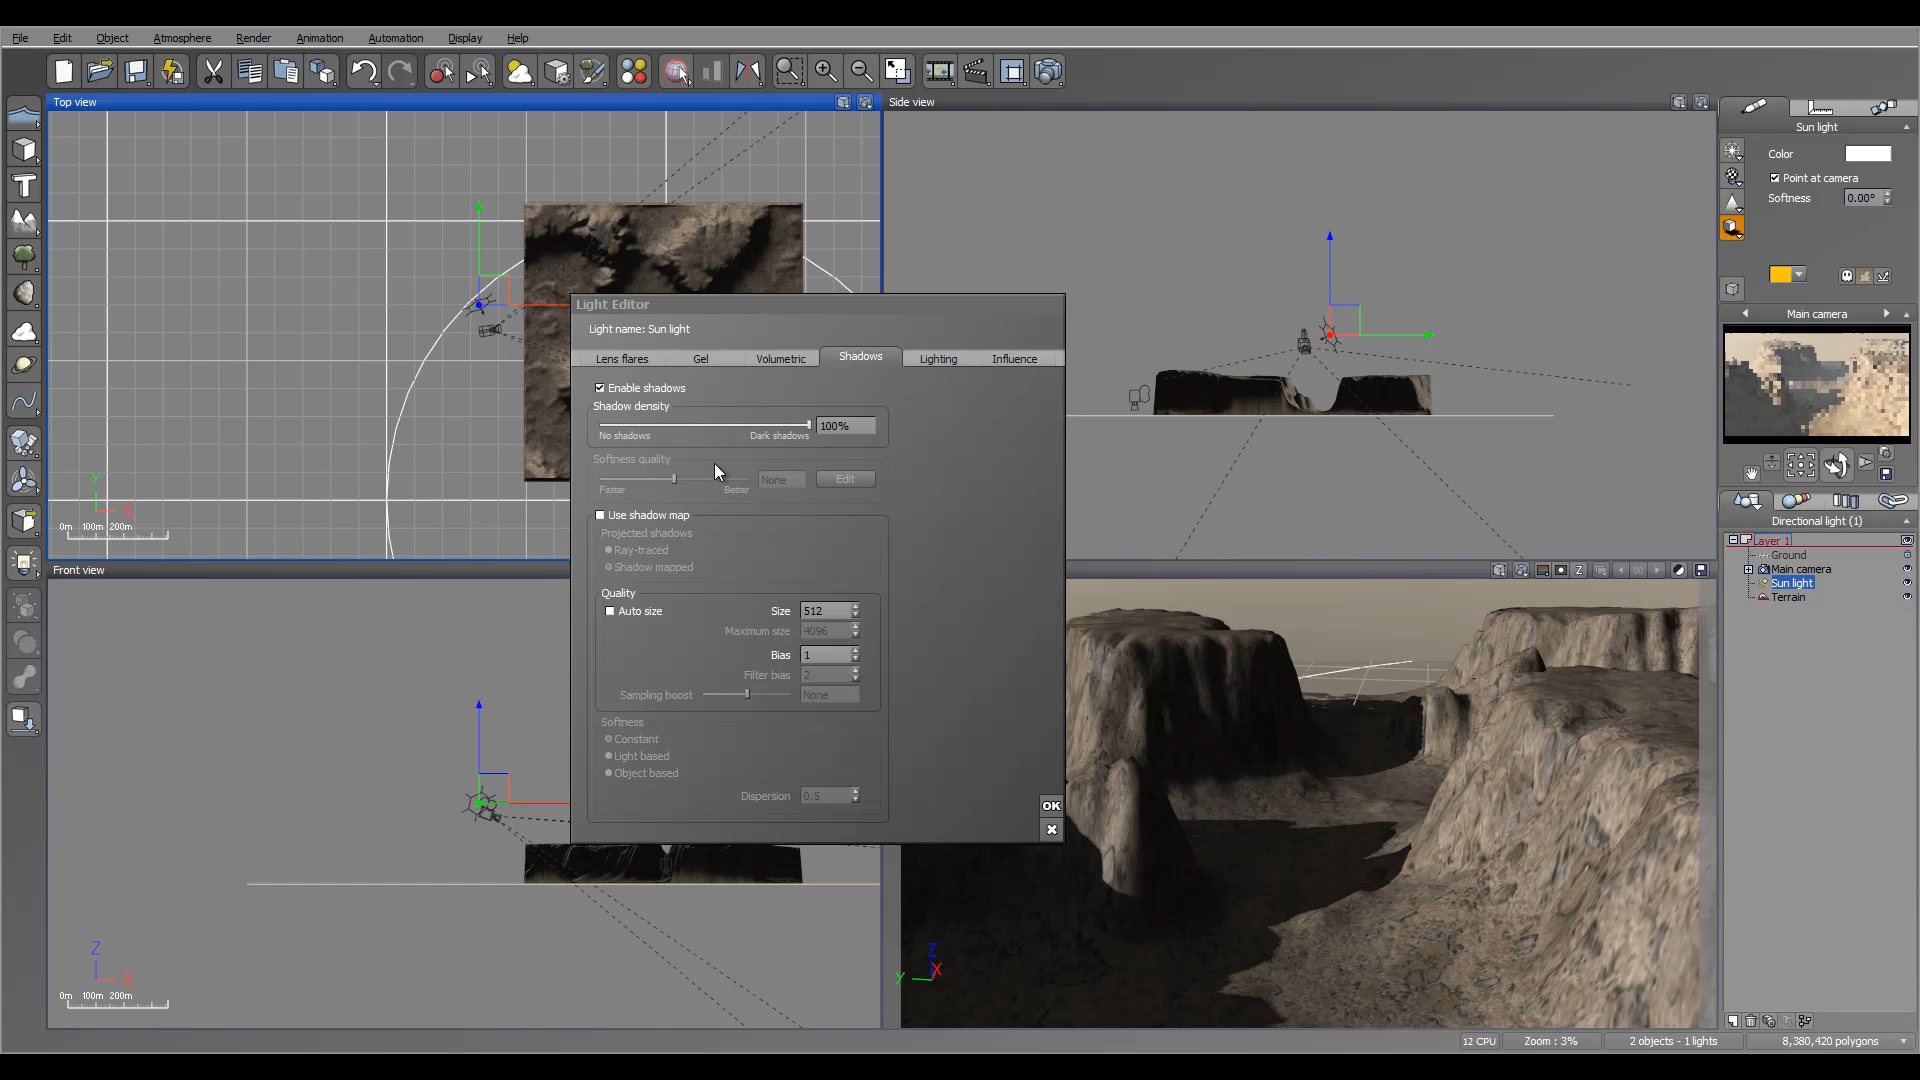 File Edit Object Atmosphere Render Animation Automation Display Help
Top view
Side view
Sun light
Color
Point at camera
Softness 0.00°
Light Editor
Light name: Sun light
Main camera
Lens flares Gel Volumetric Shadows Lighting Influence
Enable shadows
Shadow density
100%
No shadows Dark shadows
Softness quality
None Edit
Faster Better
Y
X
0m 100m 200m
Use shadow map
Projected shadows
Ray-traced
Shadow mapped
Directional light (1)
Layer 1
Ground
Main camera
Sun light
Terrain
Front view
Z
Quality
Auto size Size 512
Maximum size 4096
Bias 1
Filter bias 2
Sampling boost None
Softness
Constant
Light based
Object based
Dispersion 0.5
OK
Z
X
0m 100m 200m
Z
Y X
12 CPU Zoom : 3% 2 objects - 1 lights 8,380,420 polygons